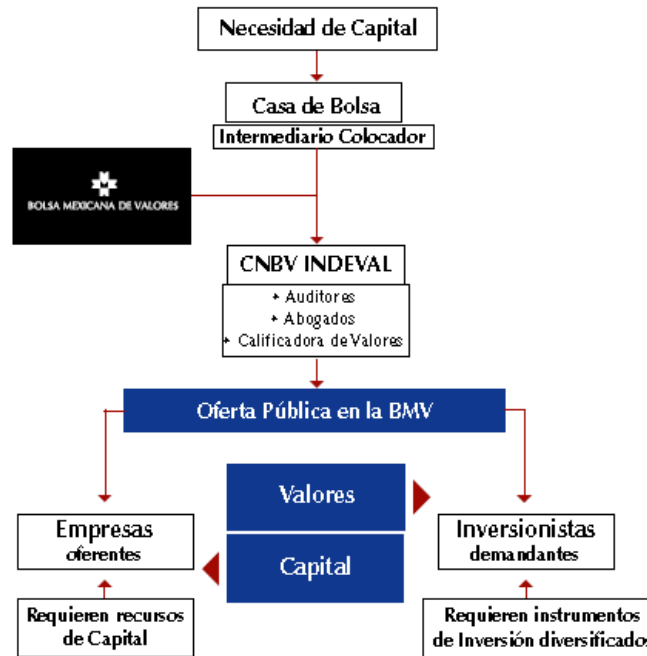 Necesidad de Capital
Casa de Bolsa
Intermediario Colocador
BOLSA MEXICANA DE VALORES
CNBV INDEVAL
+ Auditores
+ Abogados
+ Calificadora de Valores
Oferta Pública en la BMV
Valores
Capital
Empresas
oferentes
Inversionistas
demandantes
Requieren recursos
de Capital
Requieren instrumentos
de Inversión diversificados